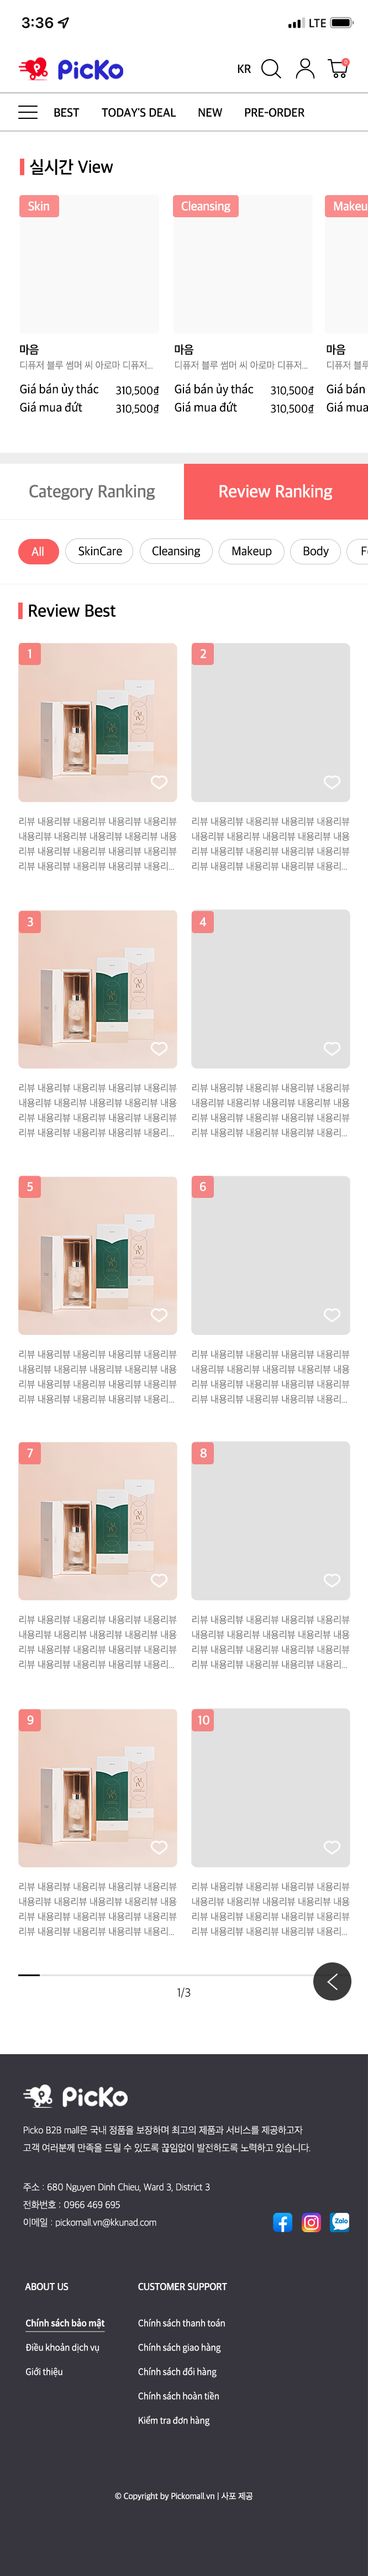 3:36 LTE
PicKo KR 0
BEST TODAY'S DEAL NEW PRE-ORDER
실시간 View
Skin Cleansing Makeu
마음 마음 마음
디퓨저 블루 썸머 씨 아로마 디퓨저... 디퓨저 블루 썸머 씨 아로마 디퓨저... 디퓨저 블루
Giá bán ủy thác 310,500₫ Giá bán ủy thác 310,500₫ Giá bán
Giá mua đứt 310,500₫ Giá mua đứt 310,500₫ Giá mua
Category Ranking Review Ranking
All SkinCare Cleansing Makeup Body F
Review Best
1 2
리뷰 내용리뷰 내용리뷰 내용리뷰 내용리뷰 리뷰 내용리뷰 내용리뷰 내용리뷰 내용리뷰
내용리뷰 내용리뷰 내용리뷰 내용리뷰 내용 내용리뷰 내용리뷰 내용리뷰 내용리뷰 내용
리뷰 내용리뷰 내용리뷰 내용리뷰 내용리뷰 리뷰 내용리뷰 내용리뷰 내용리뷰 내용리뷰
리뷰 내용리뷰 내용리뷰 내용리뷰 내용리... 리뷰 내용리뷰 내용리뷰 내용리뷰 내용리...
3 4
리뷰 내용리뷰 내용리뷰 내용리뷰 내용리뷰 리뷰 내용리뷰 내용리뷰 내용리뷰 내용리뷰
내용리뷰 내용리뷰 내용리뷰 내용리뷰 내용 내용리뷰 내용리뷰 내용리뷰 내용리뷰 내용
리뷰 내용리뷰 내용리뷰 내용리뷰 내용리뷰 리뷰 내용리뷰 내용리뷰 내용리뷰 내용리뷰
리뷰 내용리뷰 내용리뷰 내용리뷰 내용리... 리뷰 내용리뷰 내용리뷰 내용리뷰 내용리...
5 6
리뷰 내용리뷰 내용리뷰 내용리뷰 내용리뷰 리뷰 내용리뷰 내용리뷰 내용리뷰 내용리뷰
내용리뷰 내용리뷰 내용리뷰 내용리뷰 내용 내용리뷰 내용리뷰 내용리뷰 내용리뷰 내용
리뷰 내용리뷰 내용리뷰 내용리뷰 내용리뷰 리뷰 내용리뷰 내용리뷰 내용리뷰 내용리뷰
리뷰 내용리뷰 내용리뷰 내용리뷰 내용리... 리뷰 내용리뷰 내용리뷰 내용리뷰 내용리...
7 8
리뷰 내용리뷰 내용리뷰 내용리뷰 내용리뷰 리뷰 내용리뷰 내용리뷰 내용리뷰 내용리뷰
내용리뷰 내용리뷰 내용리뷰 내용리뷰 내용 내용리뷰 내용리뷰 내용리뷰 내용리뷰 내용
리뷰 내용리뷰 내용리뷰 내용리뷰 내용리뷰 리뷰 내용리뷰 내용리뷰 내용리뷰 내용리뷰
리뷰 내용리뷰 내용리뷰 내용리뷰 내용리... 리뷰 내용리뷰 내용리뷰 내용리뷰 내용리...
9 10
리뷰 내용리뷰 내용리뷰 내용리뷰 내용리뷰 리뷰 내용리뷰 내용리뷰 내용리뷰 내용리뷰
내용리뷰 내용리뷰 내용리뷰 내용리뷰 내용 내용리뷰 내용리뷰 내용리뷰 내용리뷰 내용
리뷰 내용리뷰 내용리뷰 내용리뷰 내용리뷰 리뷰 내용리뷰 내용리뷰 내용리뷰 내용리뷰
리뷰 내용리뷰 내용리뷰 내용리뷰 내용리... 리뷰 내용리뷰 내용리뷰 내용리뷰 내용리...
1/3
PicKo
Picko B2B mall은 국내 정품을 보장하며 최고의 제품과 서비스를 제공하고자
고객 여러분께 만족을 드릴 수 있도록 끊임없이 발전하도록 노력하고 있습니다.
주소 : 680 Nguyen Dinh Chieu, Ward 3, District 3
전화번호 : 0966 469 695
이메일 : pickomall.vn@kkunad.com
Zalo
ABOUT US CUSTOMER SUPPORT
Chính sách bảo mật Chính sách thanh toán
Điều khoản dịch vụ Chính sách giao hàng
Giới thiệu Chính sách đổi hàng
Chính sách hoàn tiền
Kiểm tra đơn hàng
© Copyright by Pickomall.vn | 사포 제공